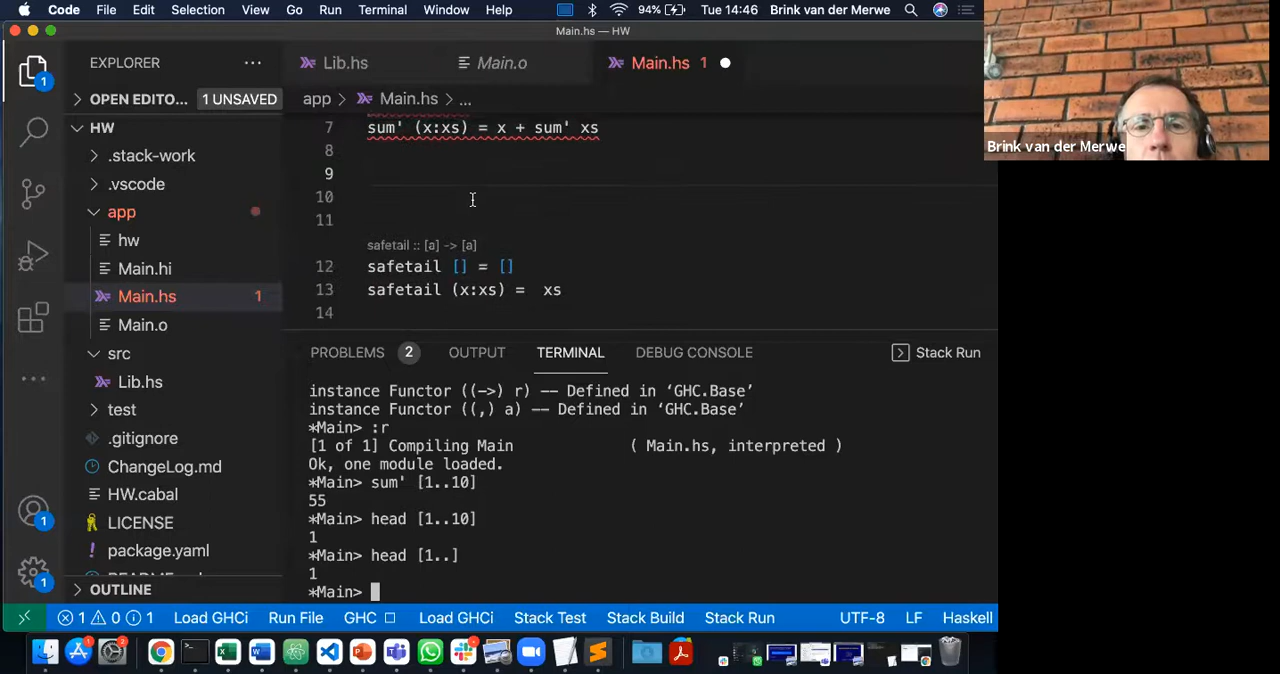 Code File Edit Selection View Go Run Terminal Window Help 94% Tue 14:46 Brink van der Merwe
Main.hs — HW
EXPLORER ···
Lib.hs
Main.o
Main.hs 1
OPEN EDITO... 1 UNSAVED
app > Main.hs > ...
HW
.stack-work
.vscode
app
hw
Main.hi
Main.hs 1
Main.o
src
Lib.hs
test
.gitignore
ChangeLog.md
HW.cabal
LICENSE
package.yaml
OUTLINE
1
1
1
7 sum' (x:xs) = x + sum' xs
8
9
10
11
safetail :: [a] -> [a]
12 safetail [] = []
13 safetail (x:xs) =  xs
14
PROBLEMS 2 OUTPUT TERMINAL DEBUG CONSOLE Stack Run
instance Functor ((->) r) -- Defined in ‘GHC.Base’
instance Functor ((,) a) -- Defined in ‘GHC.Base’
*Main> :r
[1 of 1] Compiling Main ( Main.hs, interpreted )
Ok, one module loaded.
*Main> sum' [1..10]
55
*Main> head [1..10]
1
*Main> head [1..]
1
*Main>
1 0 1 Load GHCi Run File GHC Load GHCi Stack Test Stack Build Stack Run UTF-8 LF Haskell
Brink van der Merwe